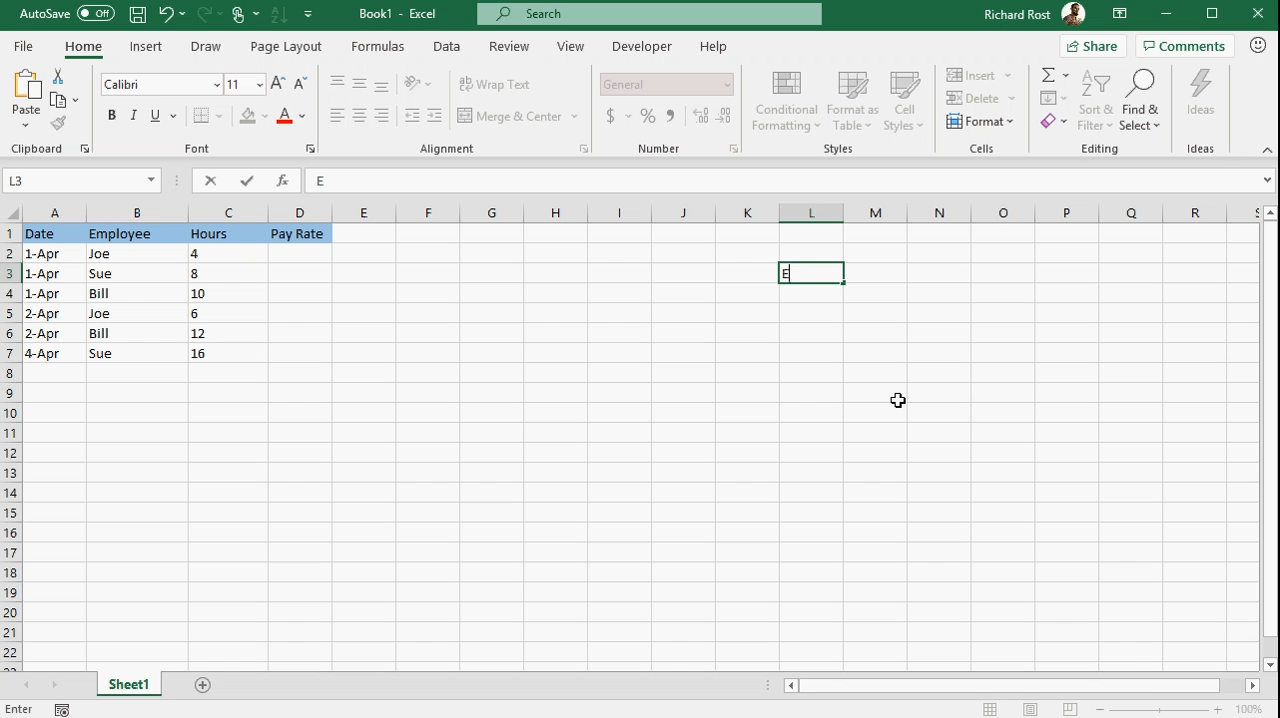 AutoSave Off Book1 - Excel Search Richard Rost
File Home Insert Draw Page Layout Formulas Data Review View Developer Help Share Comments
Paste Calibri 11 Wrap Text General Conditional Formatting Format as Table Cell Styles Insert Sort & Filter Find & Select Ideas
B I U Merge & Center $ % Delete
Format
Clipboard Font Alignment Number Styles Cells Editing Ideas
L3 fx E
A B C D E F G H I J K L M N O P Q R S
1 Date Employee Hours Pay Rate
2 1-Apr Joe 4
3 1-Apr Sue 8 E
4 1-Apr Bill 10
5 2-Apr Joe 6
6 2-Apr Bill 12
7 4-Apr Sue 16
8
9
10
11
12
13
14
15
16
17
18
19
20
21
22
23
Sheet1
Enter 100%